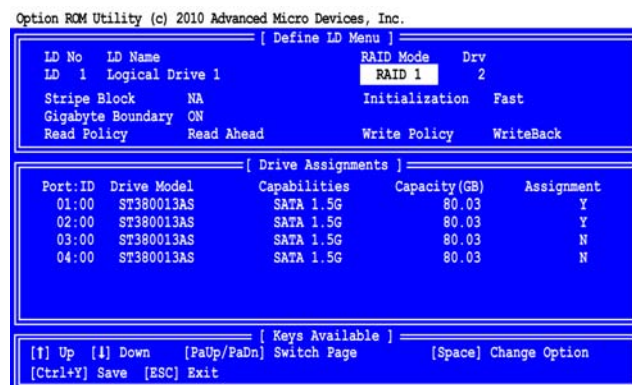 Option ROM Utility (c) 2010 Advanced Micro Devices, Inc.
[ Define LD Menu ]
LD No LD Name RAID Mode Drv
LD 1 Logical Drive 1 RAID 1 2
Stripe Block NA Initialization Fast
Gigabyte Boundary ON
Read Policy Read Ahead Write Policy WriteBack
[ Drive Assignments ]
Port:ID Drive Model Capabilities Capacity(GB) Assignment
01:00 ST380013AS SATA 1.5G 80.03 Y
02:00 ST380013AS SATA 1.5G 80.03 Y
03:00 ST380013AS SATA 1.5G 80.03 N
04:00 ST380013AS SATA 1.5G 80.03 N
[ Keys Available ]
[↑] Up [↓] Down [PaUp/PaDn] Switch Page [Space] Change Option
[Ctrl+Y] Save [ESC] Exit